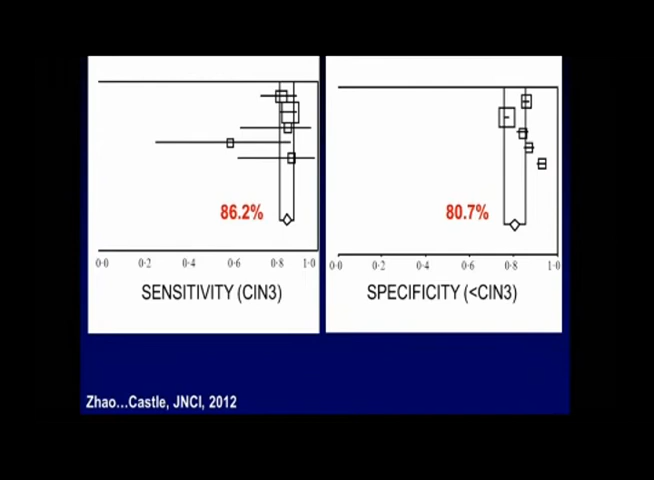 86.2%
0·0 0·2 0·4 0·6 0·8 1·0
SENSITIVITY (CIN3)
80.7%
0·0 0·2 0·4 0·6 0·8 1·0
SPECIFICITY (<CIN3)
Zhao…Castle, JNCI, 2012